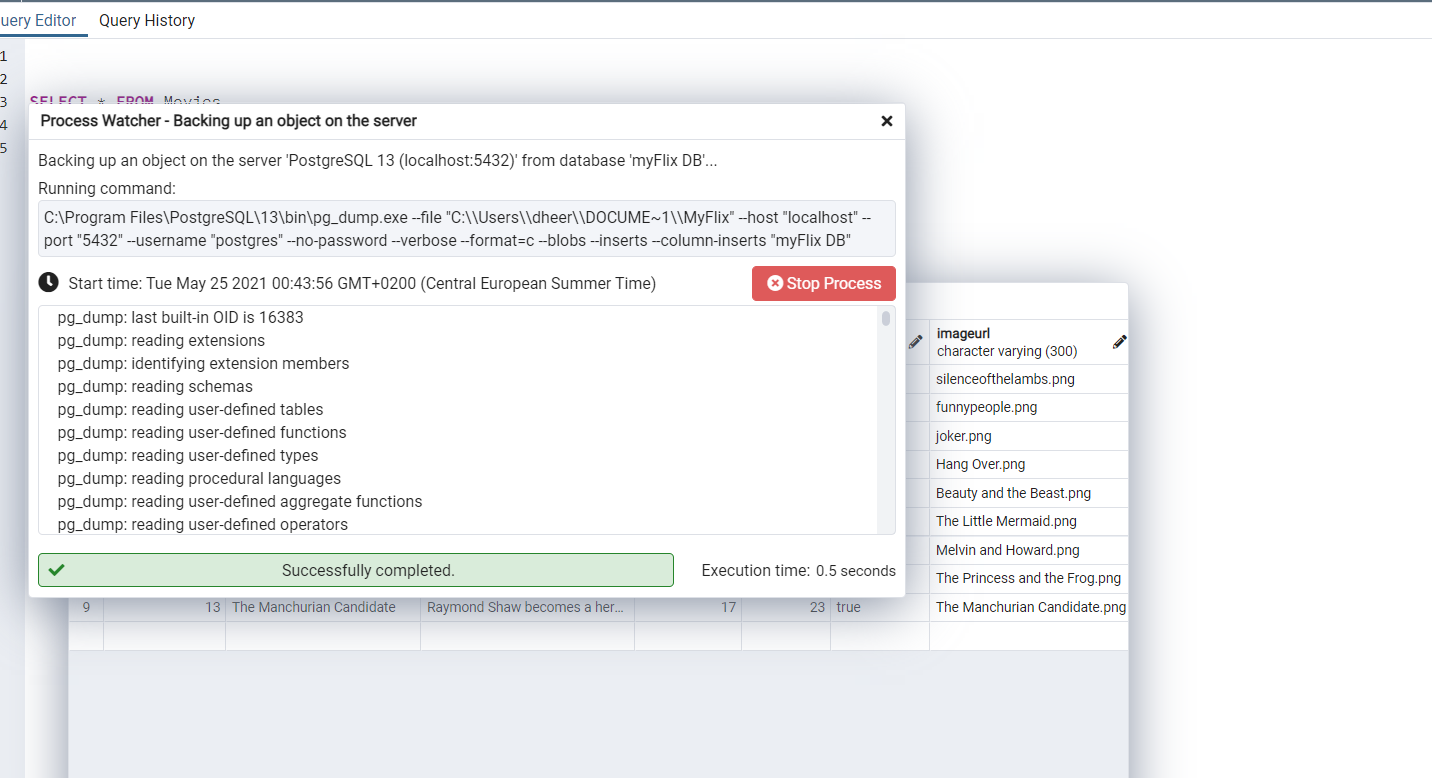 uery Editor Query History
1
2
3 SELECT * FROM Movies
4
5
Process Watcher - Backing up an object on the server
Backing up an object on the server 'PostgreSQL 13 (localhost:5432)' from database 'myFlix DB'...
Running command:
C:\Program Files\PostgreSQL\13\bin\pg_dump.exe --file "C:\\Users\\dheer\\DOCUME~1\\MyFlix" --host "localhost" --
port "5432" --username "postgres" --no-password --verbose --format=c --blobs --inserts --column-inserts "myFlix DB"
Start time: Tue May 25 2021 00:43:56 GMT+0200 (Central European Summer Time) Stop Process
pg_dump: last built-in OID is 16383
pg_dump: reading extensions
pg_dump: identifying extension members
pg_dump: reading schemas
pg_dump: reading user-defined tables
pg_dump: reading user-defined functions
pg_dump: reading user-defined types
pg_dump: reading procedural languages
pg_dump: reading user-defined aggregate functions
pg_dump: reading user-defined operators
Successfully completed. Execution time: 0.5 seconds
imageurl
character varying (300)
silenceofthelambs.png
funnypeople.png
joker.png
Hang Over.png
Beauty and the Beast.png
The Little Mermaid.png
Melvin and Howard.png
The Princess and the Frog.png
9 13 The Manchurian Candidate Raymond Shaw becomes a her... 17 23 true The Manchurian Candidate.png